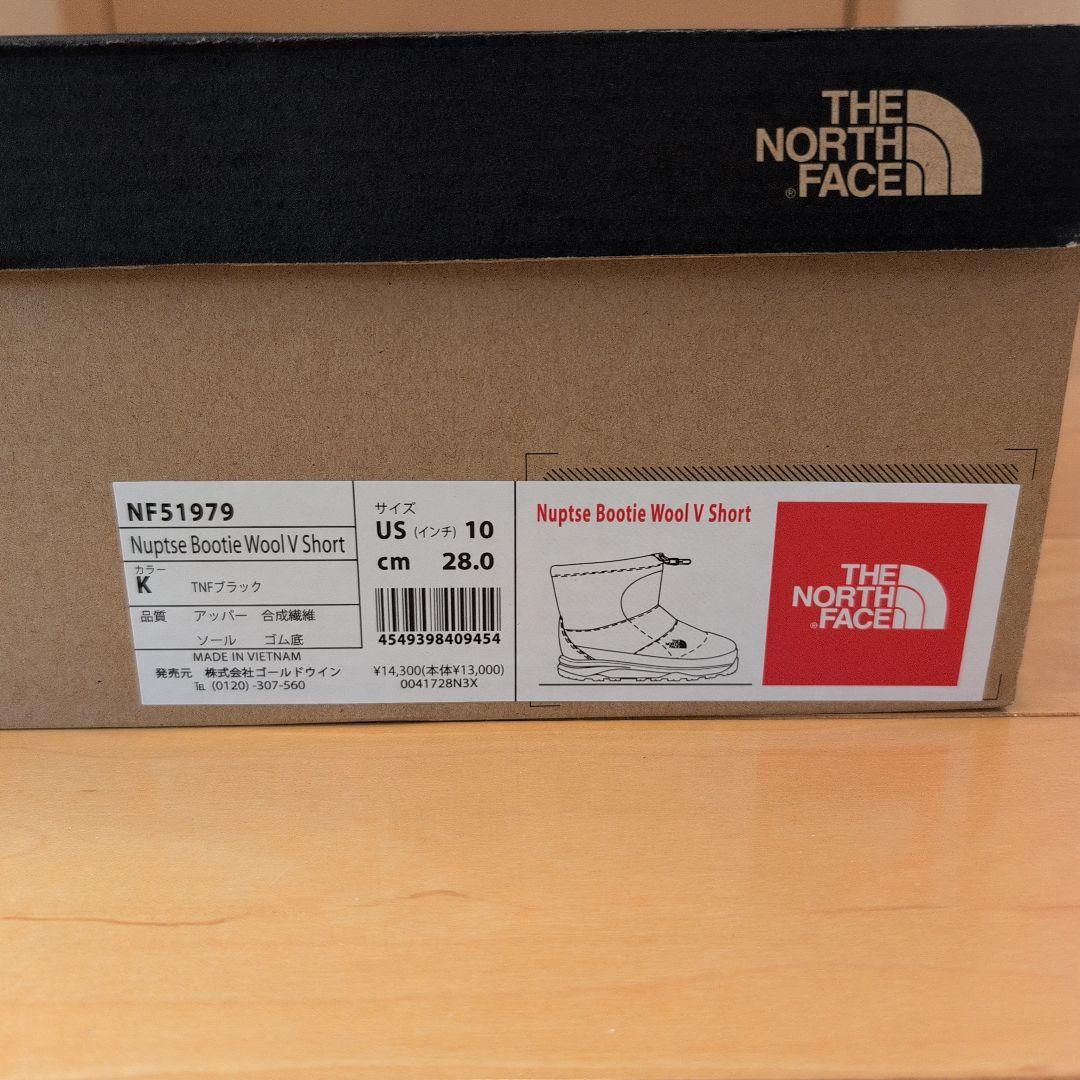 THE
NORTH
® FACE
NF51979
Nuptse Bootie Wool V Short
カラー
K TNFブラック
品質 アッパー 合成繊維
ソール ゴム底
MADE IN VIETNAM
発売元 株式会社ゴールドウイン
℡ (0120) -307-560
サイズ
US (インチ) 10
cm 28.0
4549398409454
¥14,300(本体¥13,000)
0041728N3X
Nuptse Bootie Wool V Short
THE
NORTH
® FACE